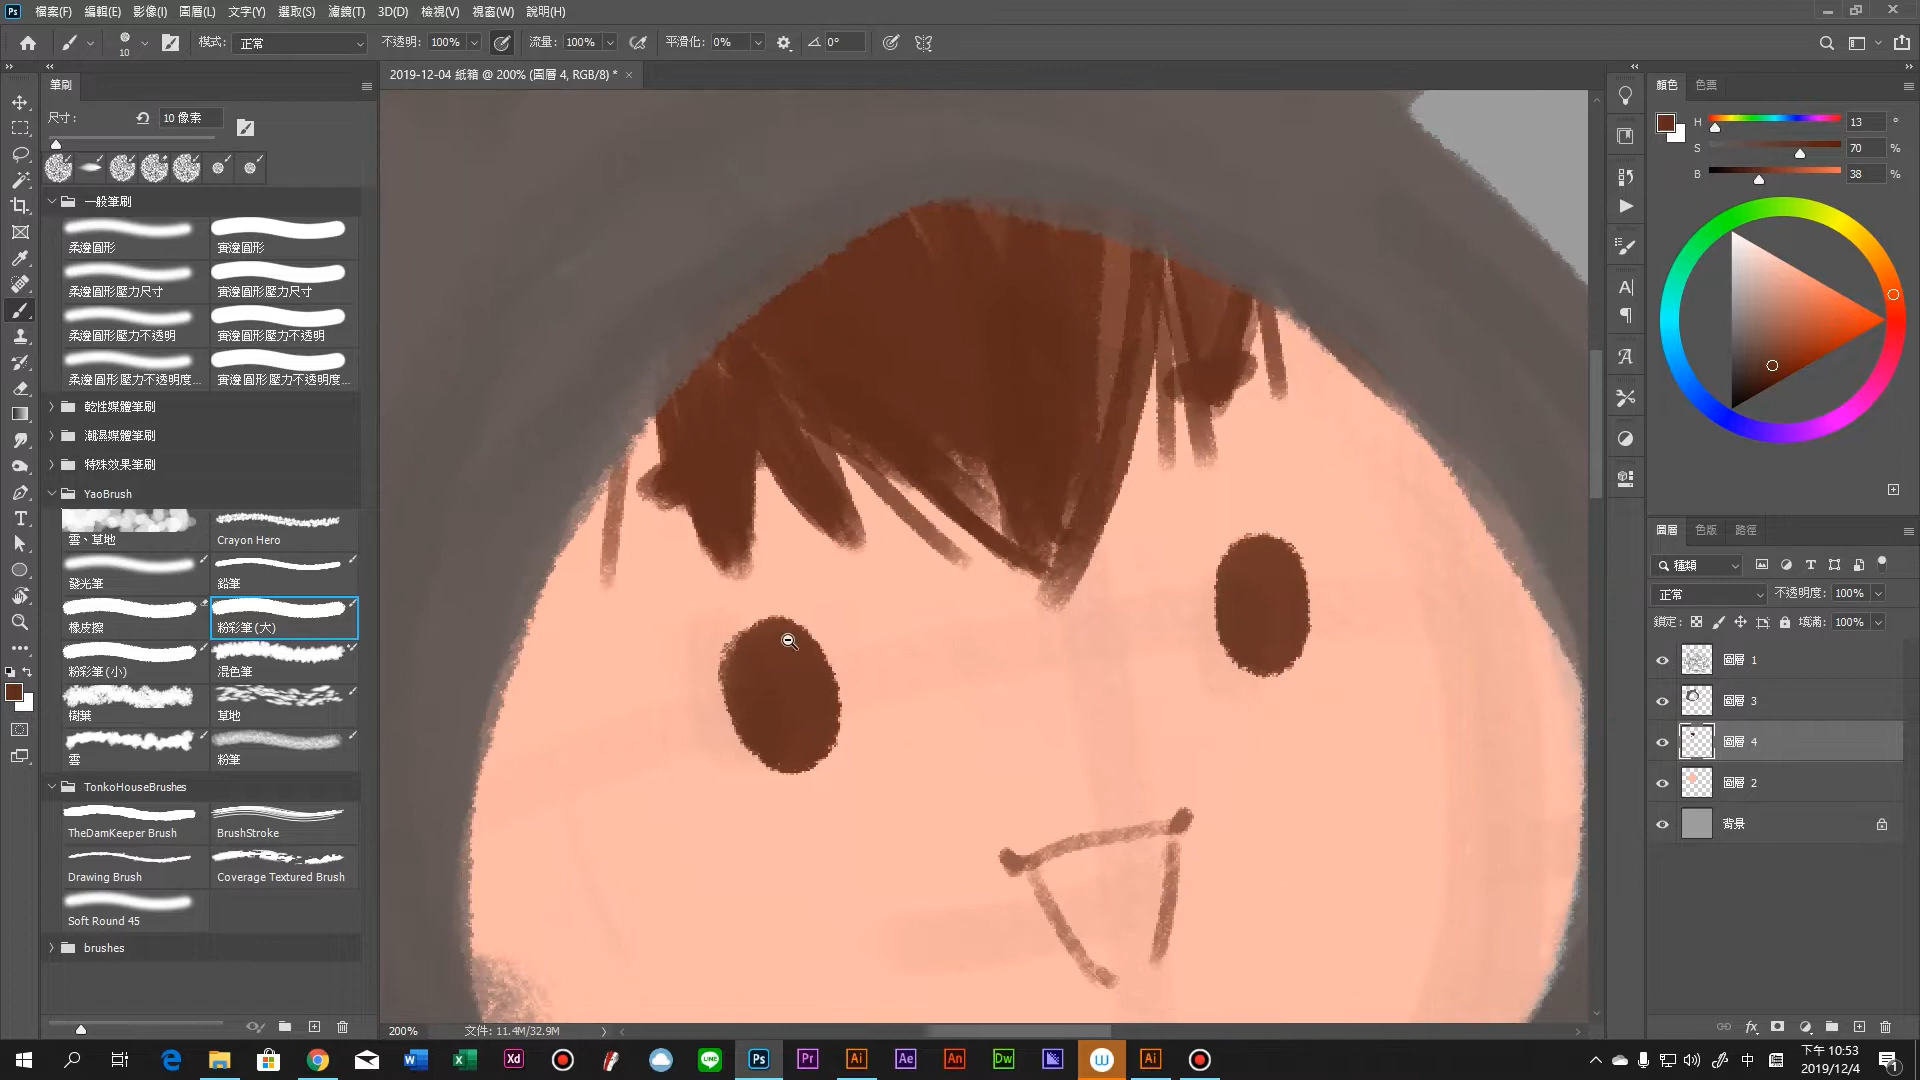 檔案(F) 編輯(E) 影像(I) 圖層(L) 文字(Y) 選取(S) 濾鏡(T) 3D(D) 檢視(V) 視窗(W) 說明(H)
10 模式: 正常 不透明: 100% 流量: 100% 平滑化: 0% 0°
筆刷
2019-12-04 紙箱 @ 200% (圖層 4, RGB/8) * ×
尺寸: 10 像素
一般筆刷
柔邊圓形 實邊圓形
柔邊圓形壓力尺寸 實邊圓形壓力尺寸
柔邊圓形壓力不透明 實邊圓形壓力不透明
柔邊圓形壓力不透明度... 實邊圓形壓力不透明度...
乾性媒體筆刷
潮濕媒體筆刷
特殊效果筆刷
YaoBrush
雲、草地 Crayon Hero
發光筆 鉛筆
橡皮擦 粉彩筆(大)
粉彩筆(小) 混色筆
樹葉 草地
雲 粉筆
TonkoHouseBrushes
TheDamKeeper Brush BrushStroke
Drawing Brush Coverage Textured Brush
Soft Round 45
brushes
200% 文件: 11.4M/32.9M
顏色 色票
H 13 °
S 70 %
B 38 %
圖層 色版 路徑
種類
正常 不透明度: 100%
鎖定: 填滿: 100%
圖層 1
圖層 3
圖層 4
圖層 2
背景
中
下午 10:53
2019/12/4
1